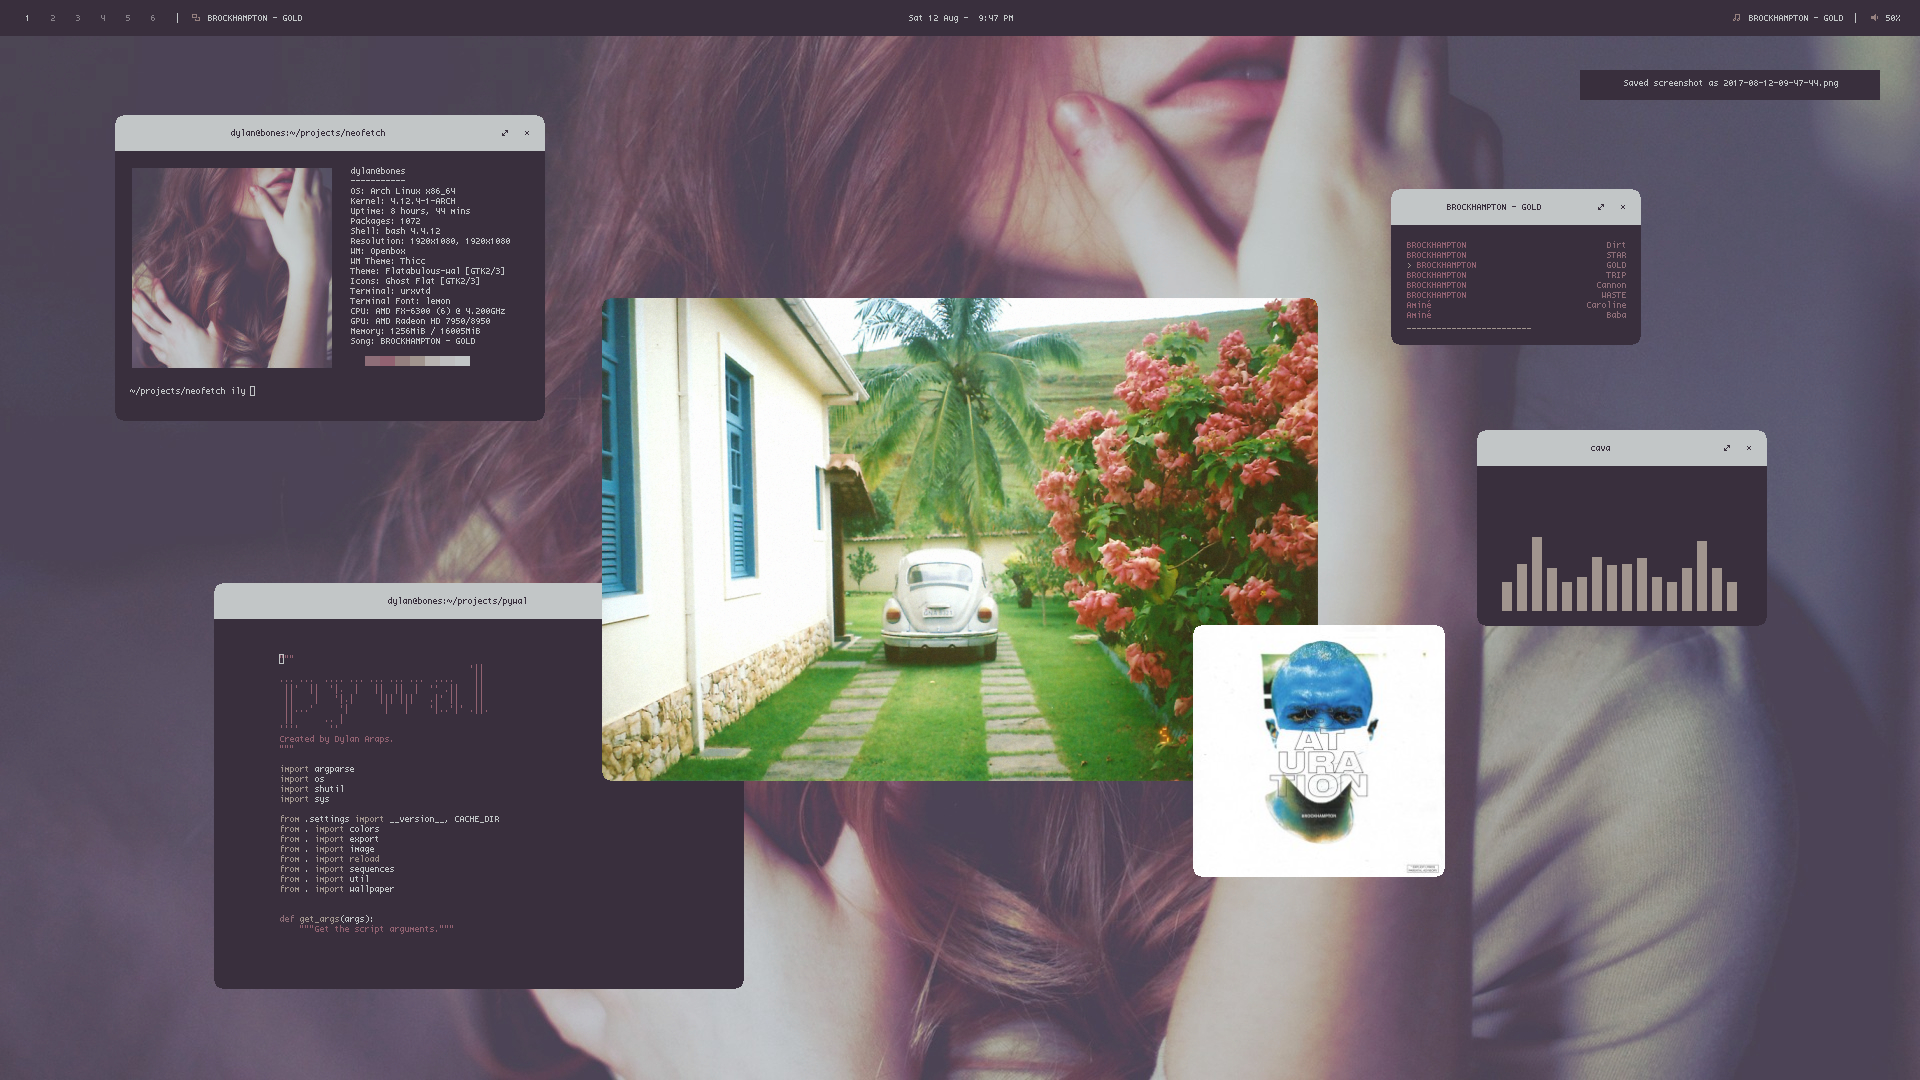 1 2 3 4 5 6 | BROCKHAMPTON - GOLD
Sat 12 Aug - 9:47 PM
BROCKHAMPTON - GOLD | 50%
Saved screenshot as 2017-08-12-09-47-44.png
dylan@bones:~/projects/neofetch
dylan@bones
-----------
OS: Arch Linux x86_64
Kernel: 4.12.4-1-ARCH
Uptime: 8 hours, 44 mins
Packages: 1072
Shell: bash 4.4.12
Resolution: 1920x1080, 1920x1080
WM: Openbox
WM Theme: Thicc
Theme: Flatabulous-wal [GTK2/3]
Icons: Ghost Flat [GTK2/3]
Terminal: urxvtd
Terminal Font: lemon
CPU: AMD FX-6300 (6) @ 4.200GHz
GPU: AMD Radeon HD 7950/8950
Memory: 1256MiB / 16005MiB
Song: BROCKHAMPTON - GOLD
~/projects/neofetch ily
BROCKHAMPTON - GOLD
BROCKHAMPTON Dirt
BROCKHAMPTON STAR
> BROCKHAMPTON GOLD
BROCKHAMPTON TRIP
BROCKHAMPTON Cannon
BROCKHAMPTON WASTE
Aminé Caroline
Aminé Baba
-------------------------
cava
dylan@bones:~/projects/pywal
"""
pywal
Created by Dylan Araps.
"""
import argparse
import os
import shutil
import sys
from .settings import __version__, CACHE_DIR
from . import colors
from . import export
from . import image
from . import reload
from . import sequences
from . import util
from . import wallpaper
def get_args(args):
"""Get the script arguments."""
AT
URA
TION
BROCKHAMPTON